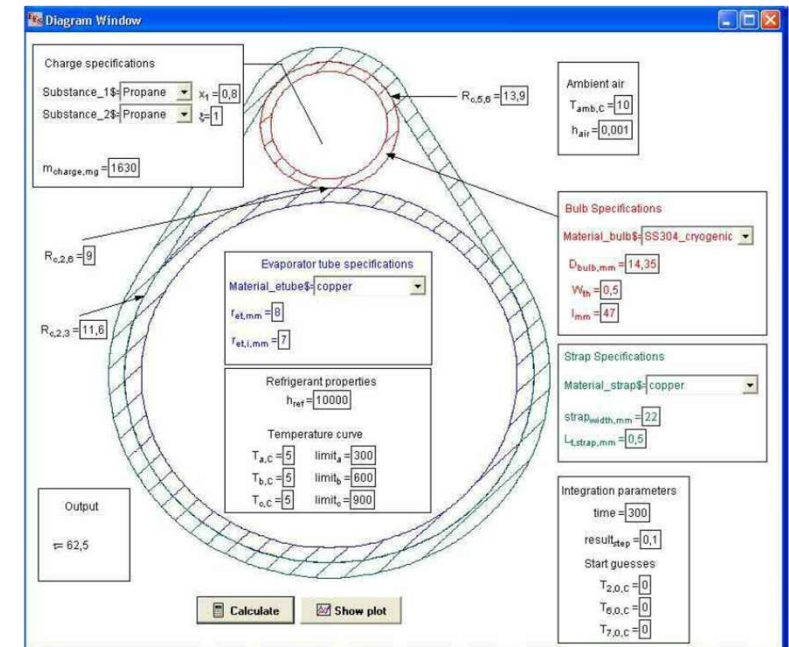 EES Diagram Window
Charge specifications
Substance_1$= Propane x1 = 0,8
Substance_2$= Propane ξ= 1
mcharge,mg = 1630
Rc,5,6 = 13,9
Ambient air
Tamb,C = 10
hair = 0,001
Rc,2,6 = 9
Rc,2,3 = 11,6
Bulb Specifications
Material_bulb$= SS304_cryogenic
Dbulb,mm = 14,35
Wth = 0,5
lmm = 47
Evaporator tube specifications
Material_etube$= copper
ret,mm = 8
ret,i,mm = 7
Strap Specifications
Material_strap$= copper
strapwidth,mm = 22
Lt,strap,mm = 0,5
Refrigerant properties
href = 10000
Temperature curve
Ta,C = 5 limita = 300
Tb,C = 5 limitb = 600
Tc,C = 5 limitc = 900
Output
τ= 62,5
Integration parameters
time = 300
resultstep = 0,1
Start guesses
T2,0,C = 0
T6,0,C = 0
T7,0,C = 0
Calculate Show plot